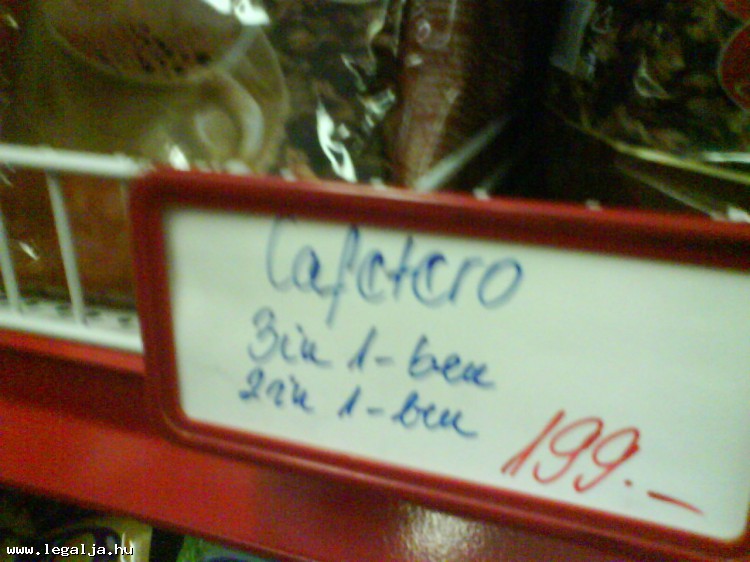 Cafetero
3in 1-ben
2in 1-ben
199.-
www.legalja.hu